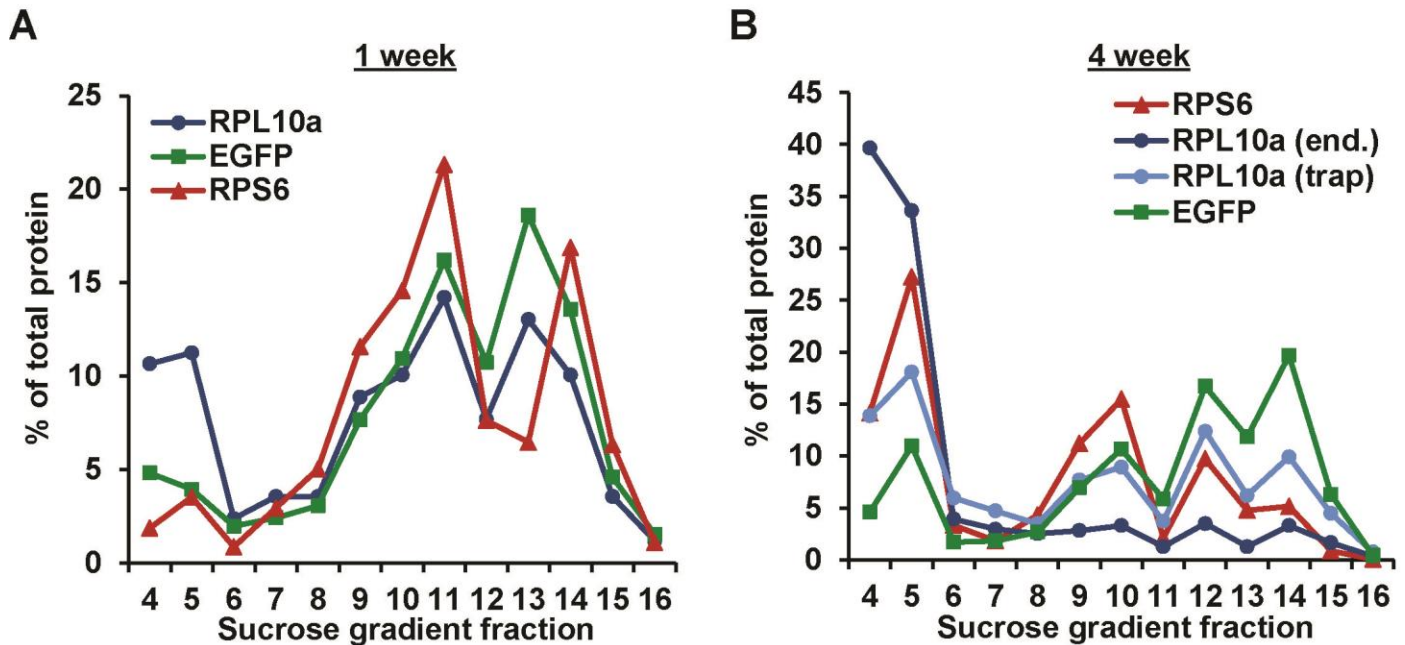 A
1 week
25
20
15
10
5
0
% of total protein
RPL10a
EGFP
RPS6
4 5 6 7 8 9 10 11 12 13 14 15 16
Sucrose gradient fraction
B
4 week
45
40
35
30
25
20
15
10
5
0
% of total protein
RPS6
RPL10a (end.)
RPL10a (trap)
EGFP
4 5 6 7 8 9 10 11 12 13 14 15 16
Sucrose gradient fraction